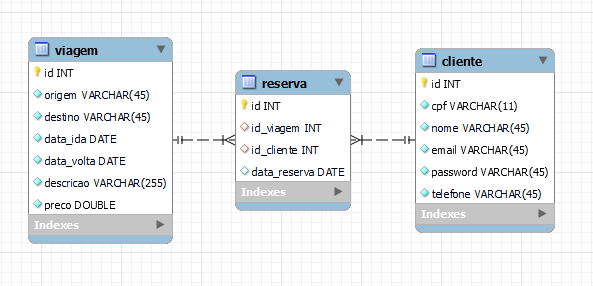 viagem
id INT
origem VARCHAR(45)
destino VARCHAR(45)
data_ida DATE
data_volta DATE
descricao VARCHAR(255)
preco DOUBLE
Indexes
reserva
id INT
id_viagem INT
id_cliente INT
data_reserva DATE
Indexes
cliente
id INT
cpf VARCHAR(11)
nome VARCHAR(45)
email VARCHAR(45)
password VARCHAR(45)
telefone VARCHAR(45)
Indexes